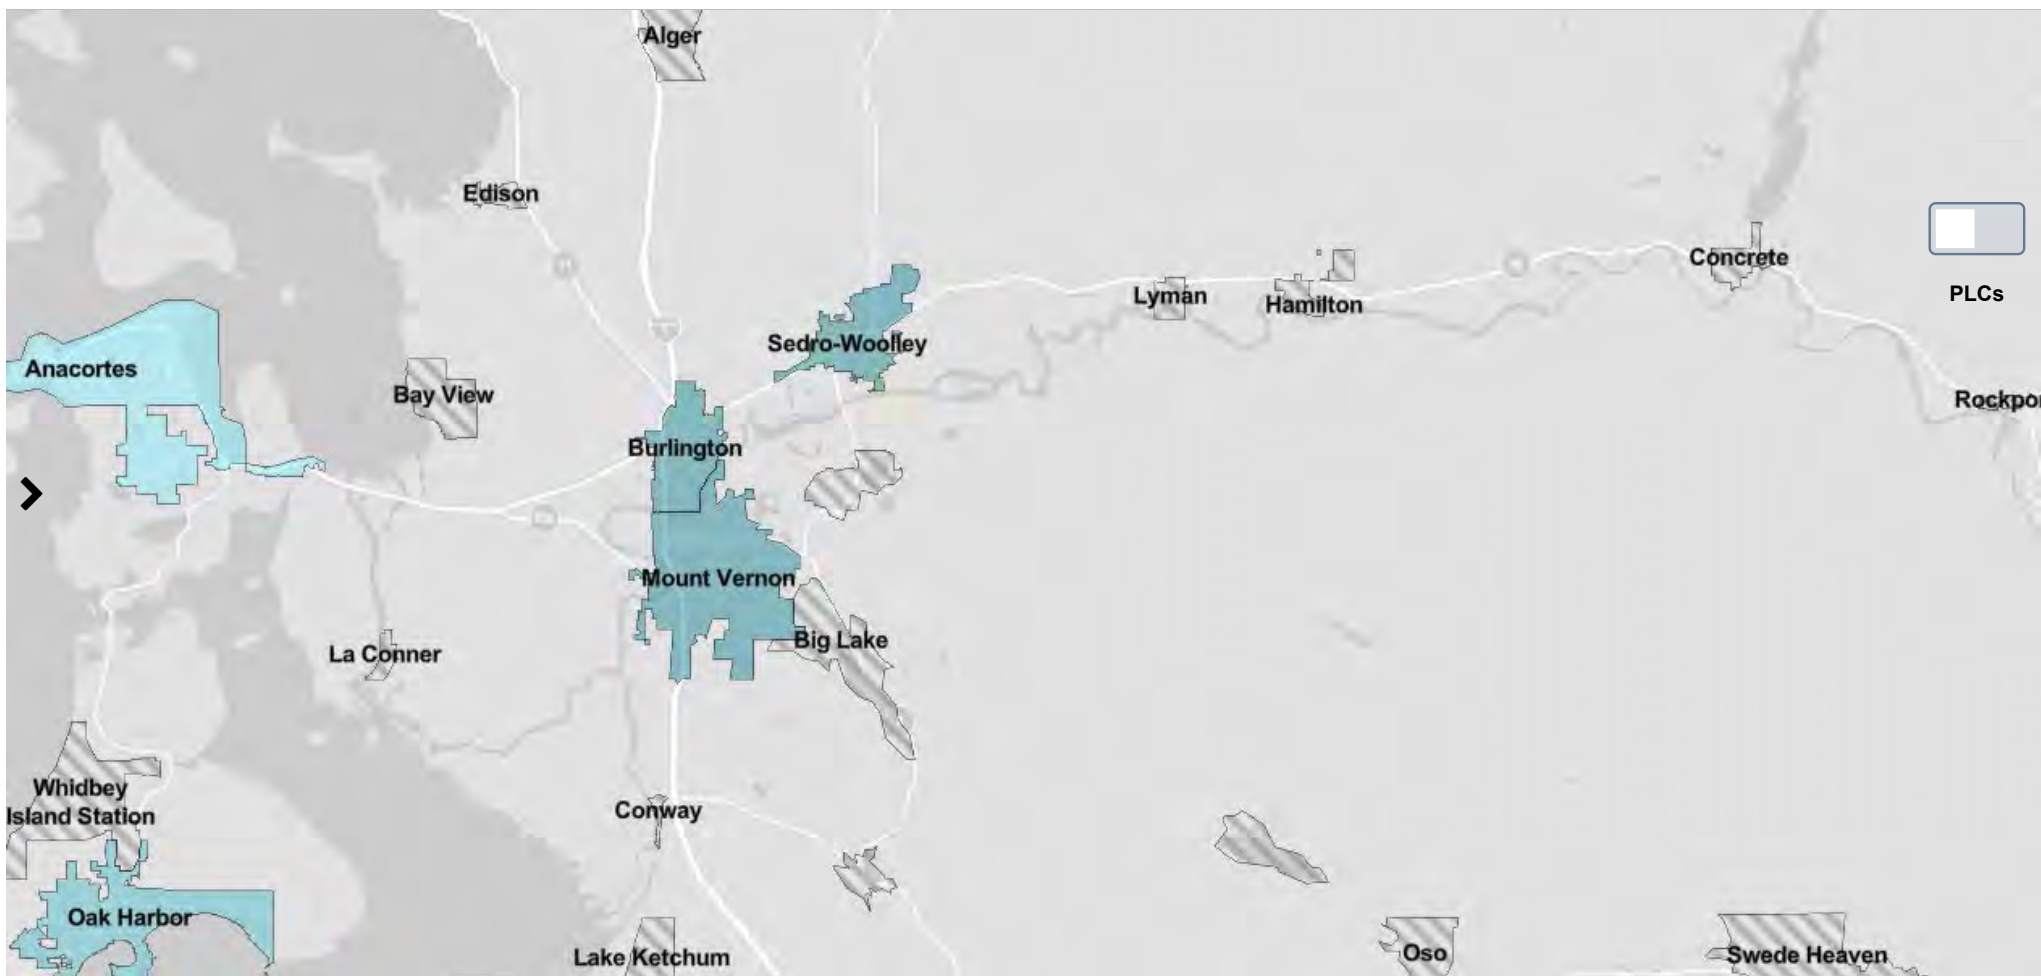 Alger
Edison
Concrete
PLCs
Lyman
Hamilton
Sedro-Woolley
Anacortes
Bay View
Rockpor
Burlington
Mount Vernon
Big Lake
La Conner
Whidbey
Island Station
Conway
Oak Harbor
Lake Ketchum
Oso
Swede Heaven